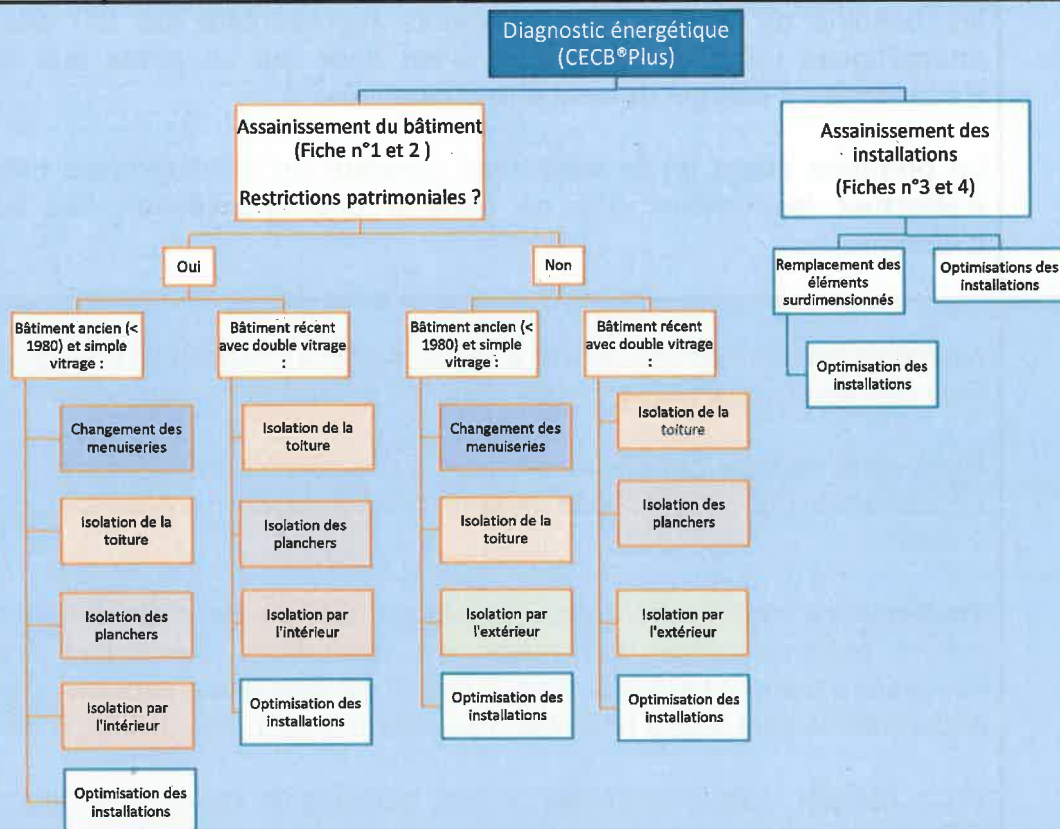 Diagnostic énergétique
(CECB®Plus)
Assainissement du bâtiment
(Fiche n°1 et 2 )
Restrictions patrimoniales ?
Oui
Bâtiment ancien (<
1980) et simple
vitrage :
Changement des
menuiseries
Isolation de la
toiture
Isolation des
planchers
Isolation par
l'intérieur
Optimisation des
installations
Bâtiment récent
avec double vitrage
:
Isolation de la
toiture
Isolation des
planchers
Isolation par
l'intérieur
Optimisation des
installations
Non
Bâtiment ancien (<
1980) et simple
vitrage :
Changement des
menuiseries
Isolation de la
toiture
Isolation par
l'extérieur
Optimisation des
installations
Bâtiment récent
avec double vitrage
:
Isolation de la
toiture
Isolation des
planchers
Isolation par
l'extérieur
Optimisation des
installations
Assainissement des
installations
(Fiches n°3 et 4)
Remplacement des
éléments
surdimensionnés
Optimisation des
installations
Optimisations des
installations